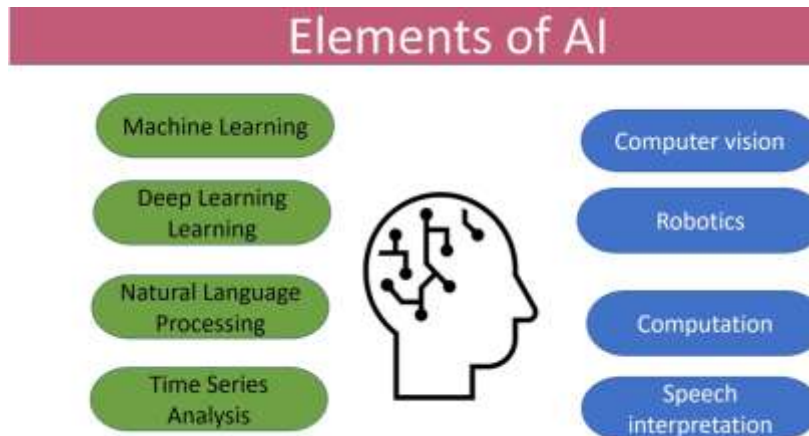 Elements of AI
Machine Learning
Deep Learning
Learning
Natural Language
Processing
Time Series
Analysis
Computer vision
Robotics
Computation
Speech
interpretation